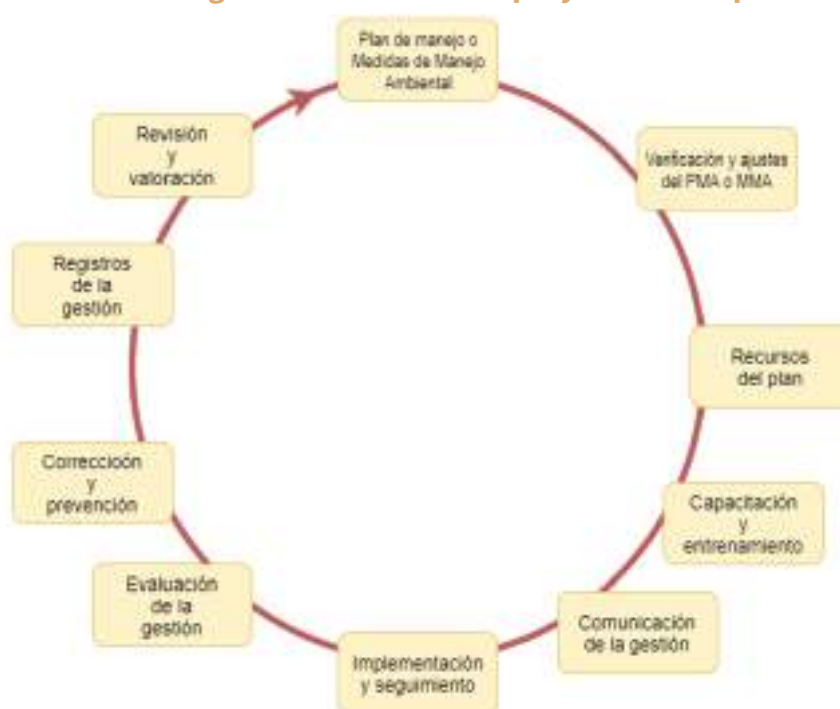 Plan de manejo o
Medidas de Manejo
Ambiental
Verificación y ajustes
del PMA o MMA
Recursos
del plan
Capacitación
y
entrenamiento
Comunicación
de la gestión
Implementación
y seguimiento
Evaluación
de la
gestión
Correccioón
y
prevención
Registros
de la
gestión
Revisión
y
valoración